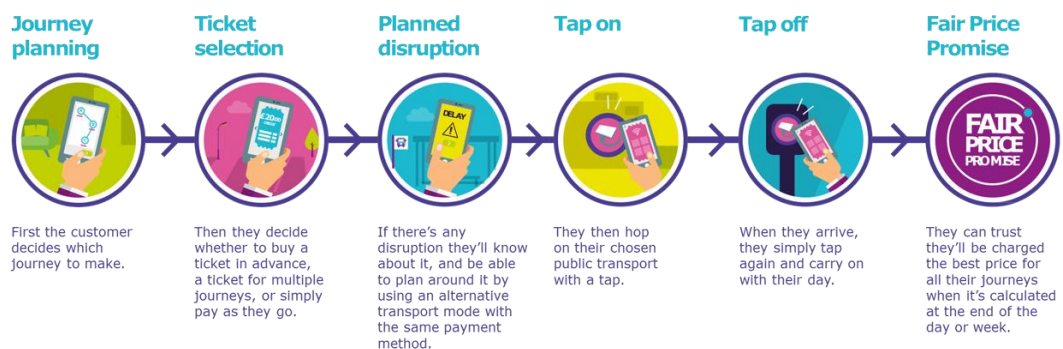 Journey
planning
Ticket
selection
Planned
disruption
Tap on
Tap off
Fair Price
Promise
£20.00
DELAY
FAIR
PRICE
PROMISE
First the customer
decides which
journey to make.
Then they decide
whether to buy a
ticket in advance,
a ticket for multiple
journeys, or simply
pay as they go.
If there's any
disruption they'll know
about it, and be able
to plan around it by
using an alternative
transport mode with
the same payment
method.
They then hop
on their chosen
public transport
with a tap.
When they arrive,
they simply tap
again and carry on
with their day.
They can trust
they'll be charged
the best price for
all their journeys
when it's calculated
at the end of the
day or week.